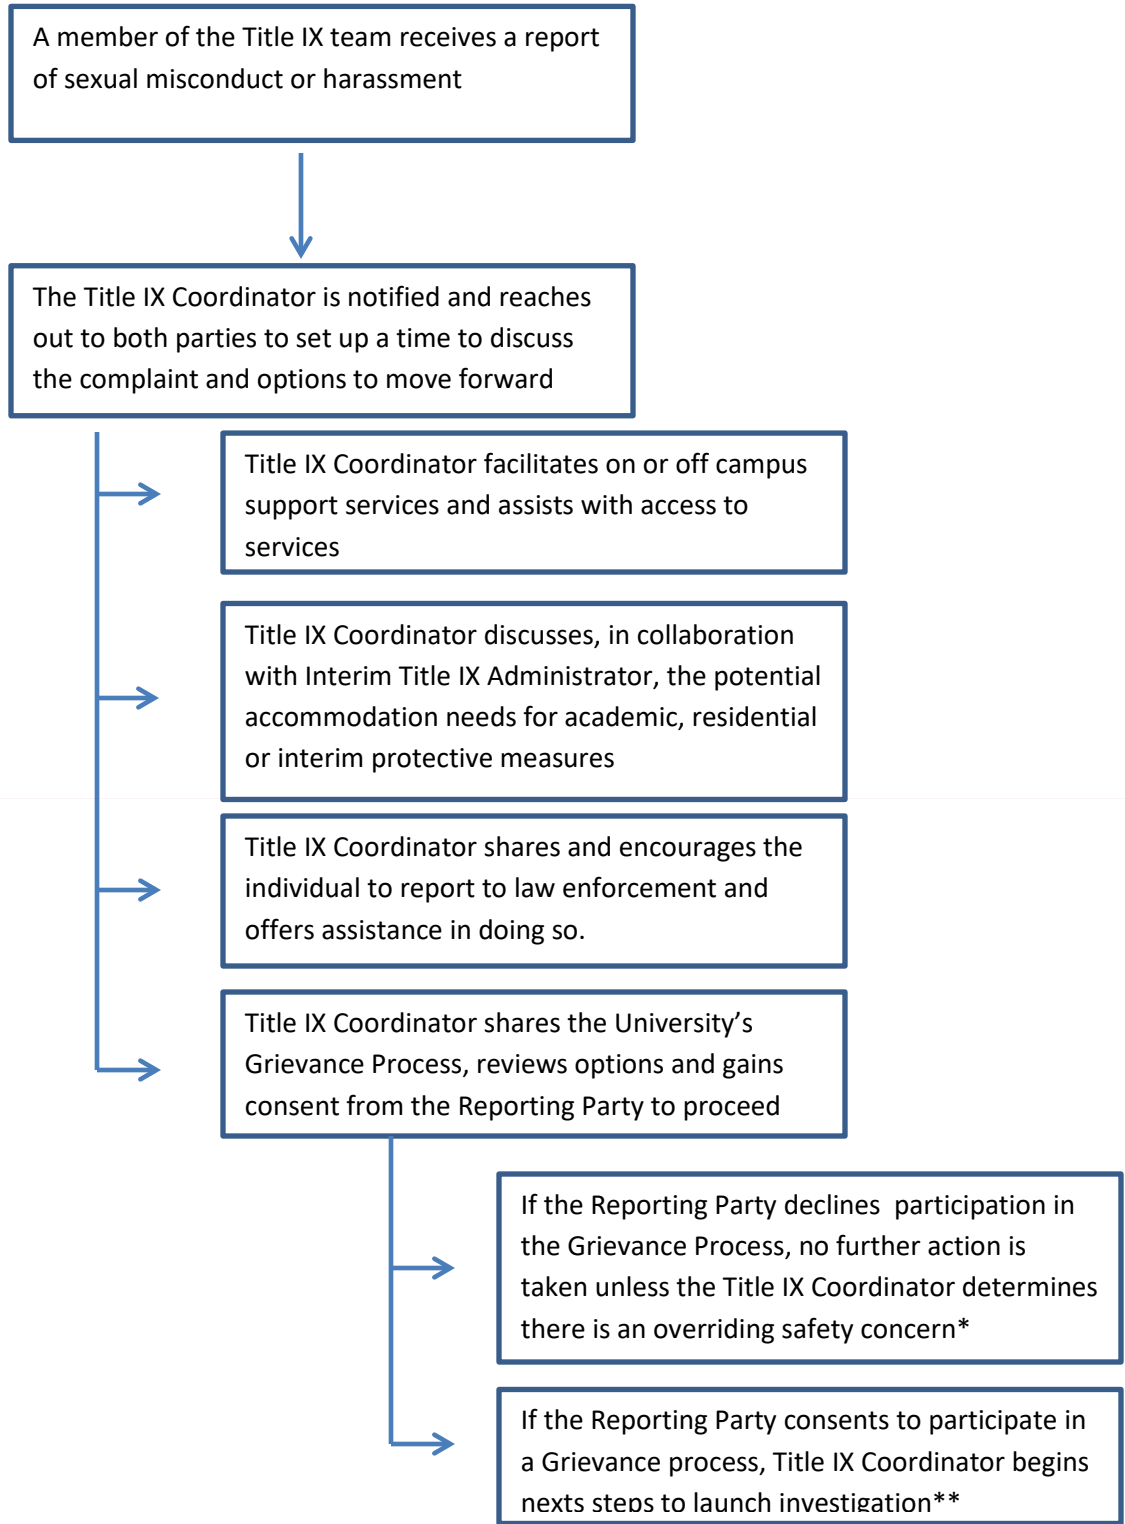 A member of the Title IX team receives a report
of sexual misconduct or harassment
The Title IX Coordinator is notified and reaches
out to both parties to set up a time to discuss
the complaint and options to move forward
Title IX Coordinator facilitates on or off campus
support services and assists with access to
services
Title IX Coordinator discusses, in collaboration
with Interim Title IX Administrator, the potential
accommodation needs for academic, residential
or interim protective measures
Title IX Coordinator shares and encourages the
individual to report to law enforcement and
offers assistance in doing so.
Title IX Coordinator shares the University’s
Grievance Process, reviews options and gains
consent from the Reporting Party to proceed
If the Reporting Party declines  participation in
the Grievance Process, no further action is
taken unless the Title IX Coordinator determines
there is an overriding safety concern*
If the Reporting Party consents to participate in
a Grievance process, Title IX Coordinator begins
nexts steps to launch investigation**